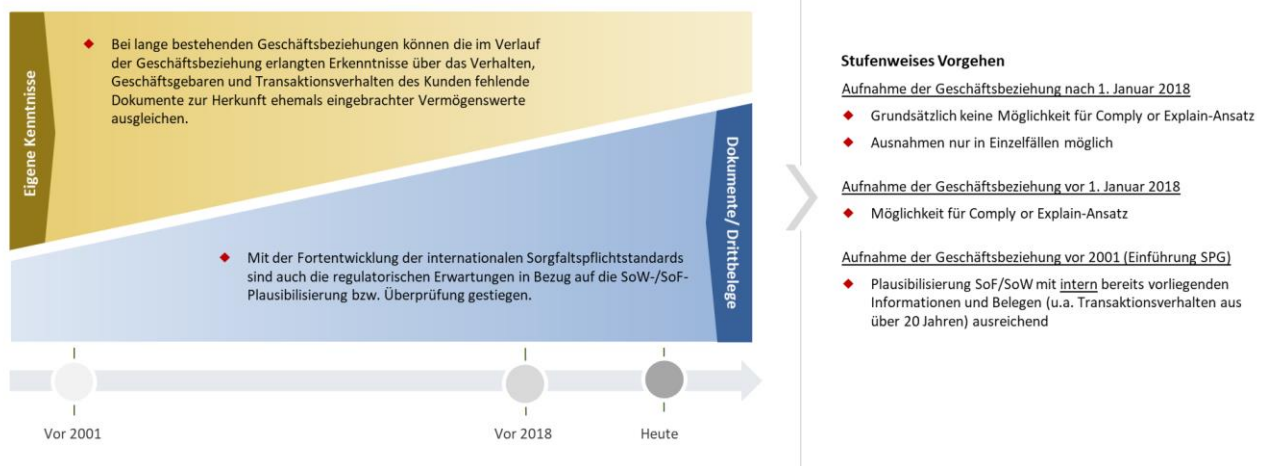 Eigene Kenntnisse
Bei lange bestehenden Geschäftsbeziehungen können die im Verlauf
der Geschäftsbeziehung erlangten Erkenntnisse über das Verhalten,
Geschäftsgebaren und Transaktionsverhalten des Kunden fehlende
Dokumente zur Herkunft ehemals eingebrachter Vermögenswerte
ausgleichen.
Mit der Fortentwicklung der internationalen Sorgfaltspflichtstandards
sind auch die regulatorischen Erwartungen in Bezug auf die SoW-/SoF-
Plausibilisierung bzw. Überprüfung gestiegen.
Dokumente/ Drittbelege
Vor 2001
Vor 2018
Heute
Stufenweises Vorgehen
Aufnahme der Geschäftsbeziehung nach 1. Januar 2018
Grundsätzlich keine Möglichkeit für Comply or Explain-Ansatz
Ausnahmen nur in Einzelfällen möglich
Aufnahme der Geschäftsbeziehung vor 1. Januar 2018
Möglichkeit für Comply or Explain-Ansatz
Aufnahme der Geschäftsbeziehung vor 2001 (Einführung SPG)
Plausibilisierung SoF/SoW mit intern bereits vorliegenden
Informationen und Belegen (u.a. Transaktionsverhalten aus
über 20 Jahren) ausreichend